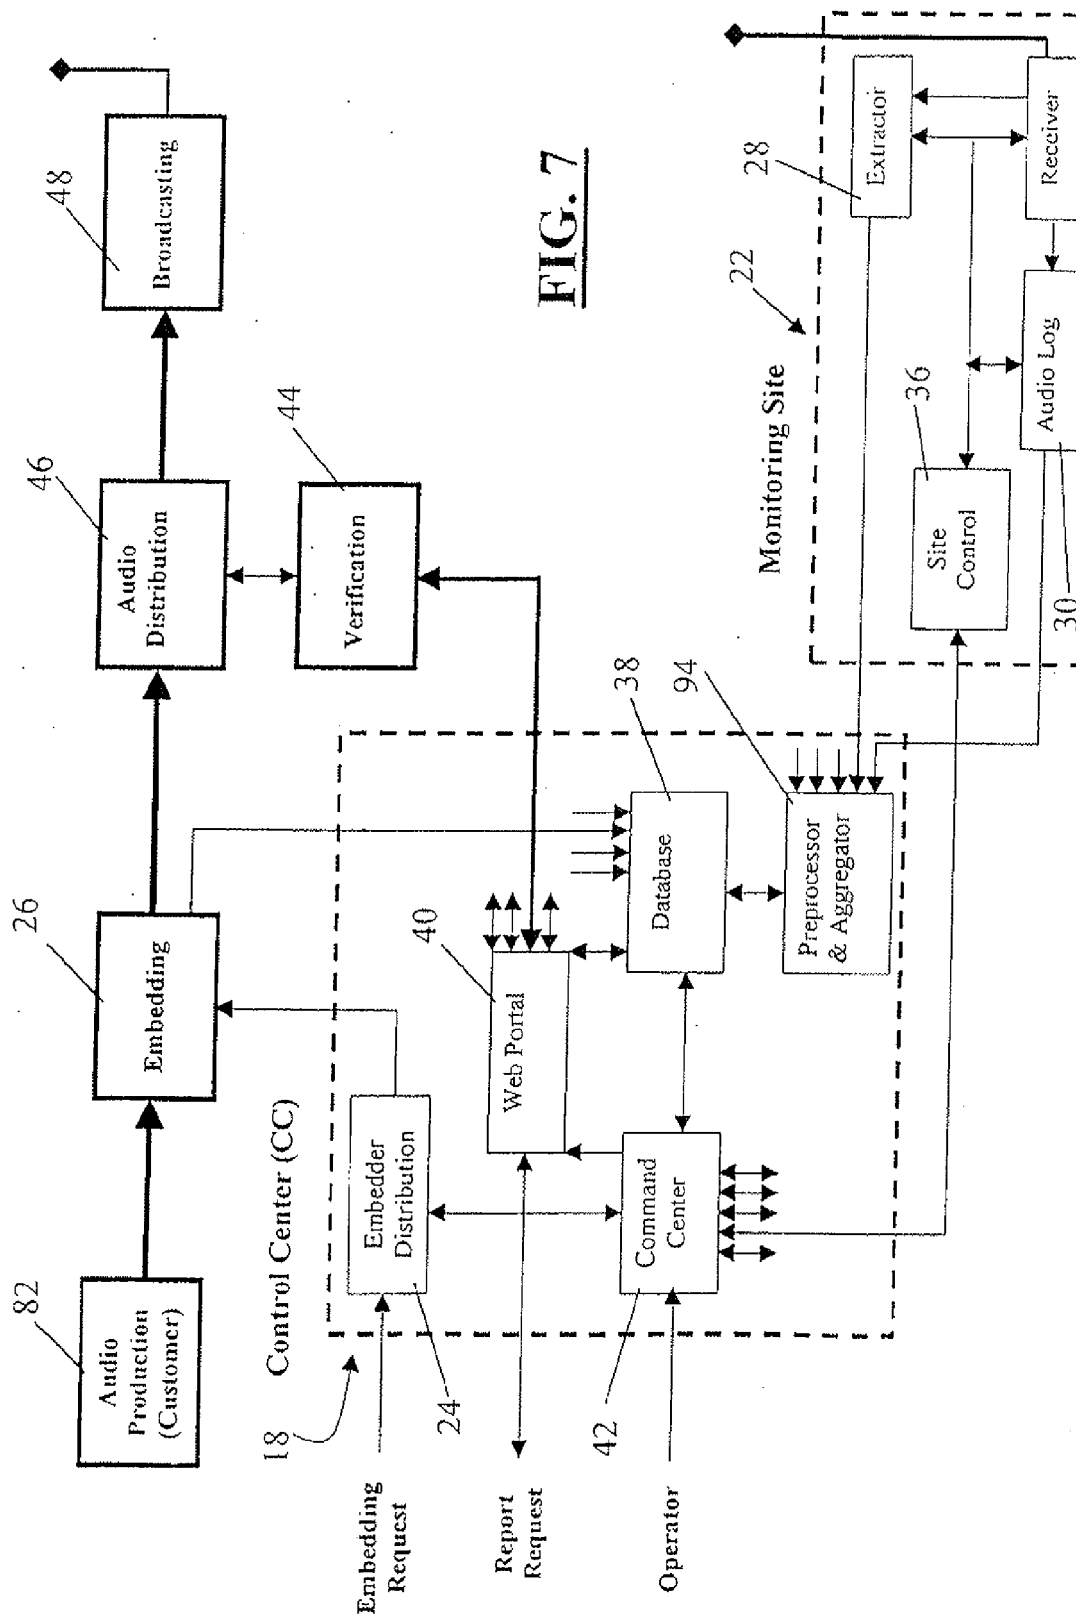 82
Audio
Production
(Customer)
26
Embedding
46
Audio
Distribution
48
Broadcasting
44
Verification
FIG. 7
18
Control Center (CC)
Embedding
Request
Report
Request
Operator
24
Embedder
Distribution
40
Web Portal
42
Command
Center
38
Database
94
Preprocessor
& Aggregator
Monitoring Site
22
28
Extractor
36
Site
Control
30
Audio Log
Receiver